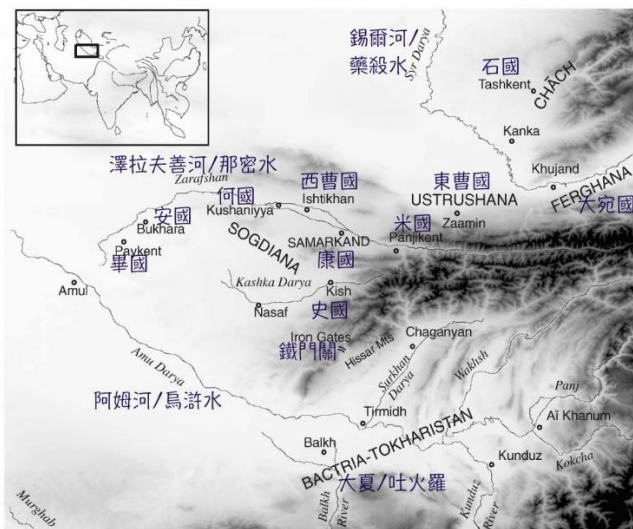 錫爾河/
藥殺水
Syr Darya
石國
Tashkent
CHĀCH
Kanka
澤拉夫善河/那密水
Zarafshan
何國
Kushaniyya
西曹國
Ishtikhan
東曹國
USTRUSHANA
Zaamin
Khujand
FERGHANA
大宛國
安國
Bukhara
Paykent
畢國
SOGDIANA
SAMARKAND
康國
米國
Panjikent
Amul
Kashka Darya
Nasaf
Kish
史國
Iron Gates
鐵門關
Hissar Mts
Chaganyan
Surkhan
Darya
Wakhsh
Amu Darya
阿姆河/烏滸水
Tirmidh
Panj
Aï Khanum
Balkh
BACTRIA-TOKHARISTAN
Kunduz
Kokcha
大夏/吐火羅
Balkh
River
Kunduz
River
Murghab